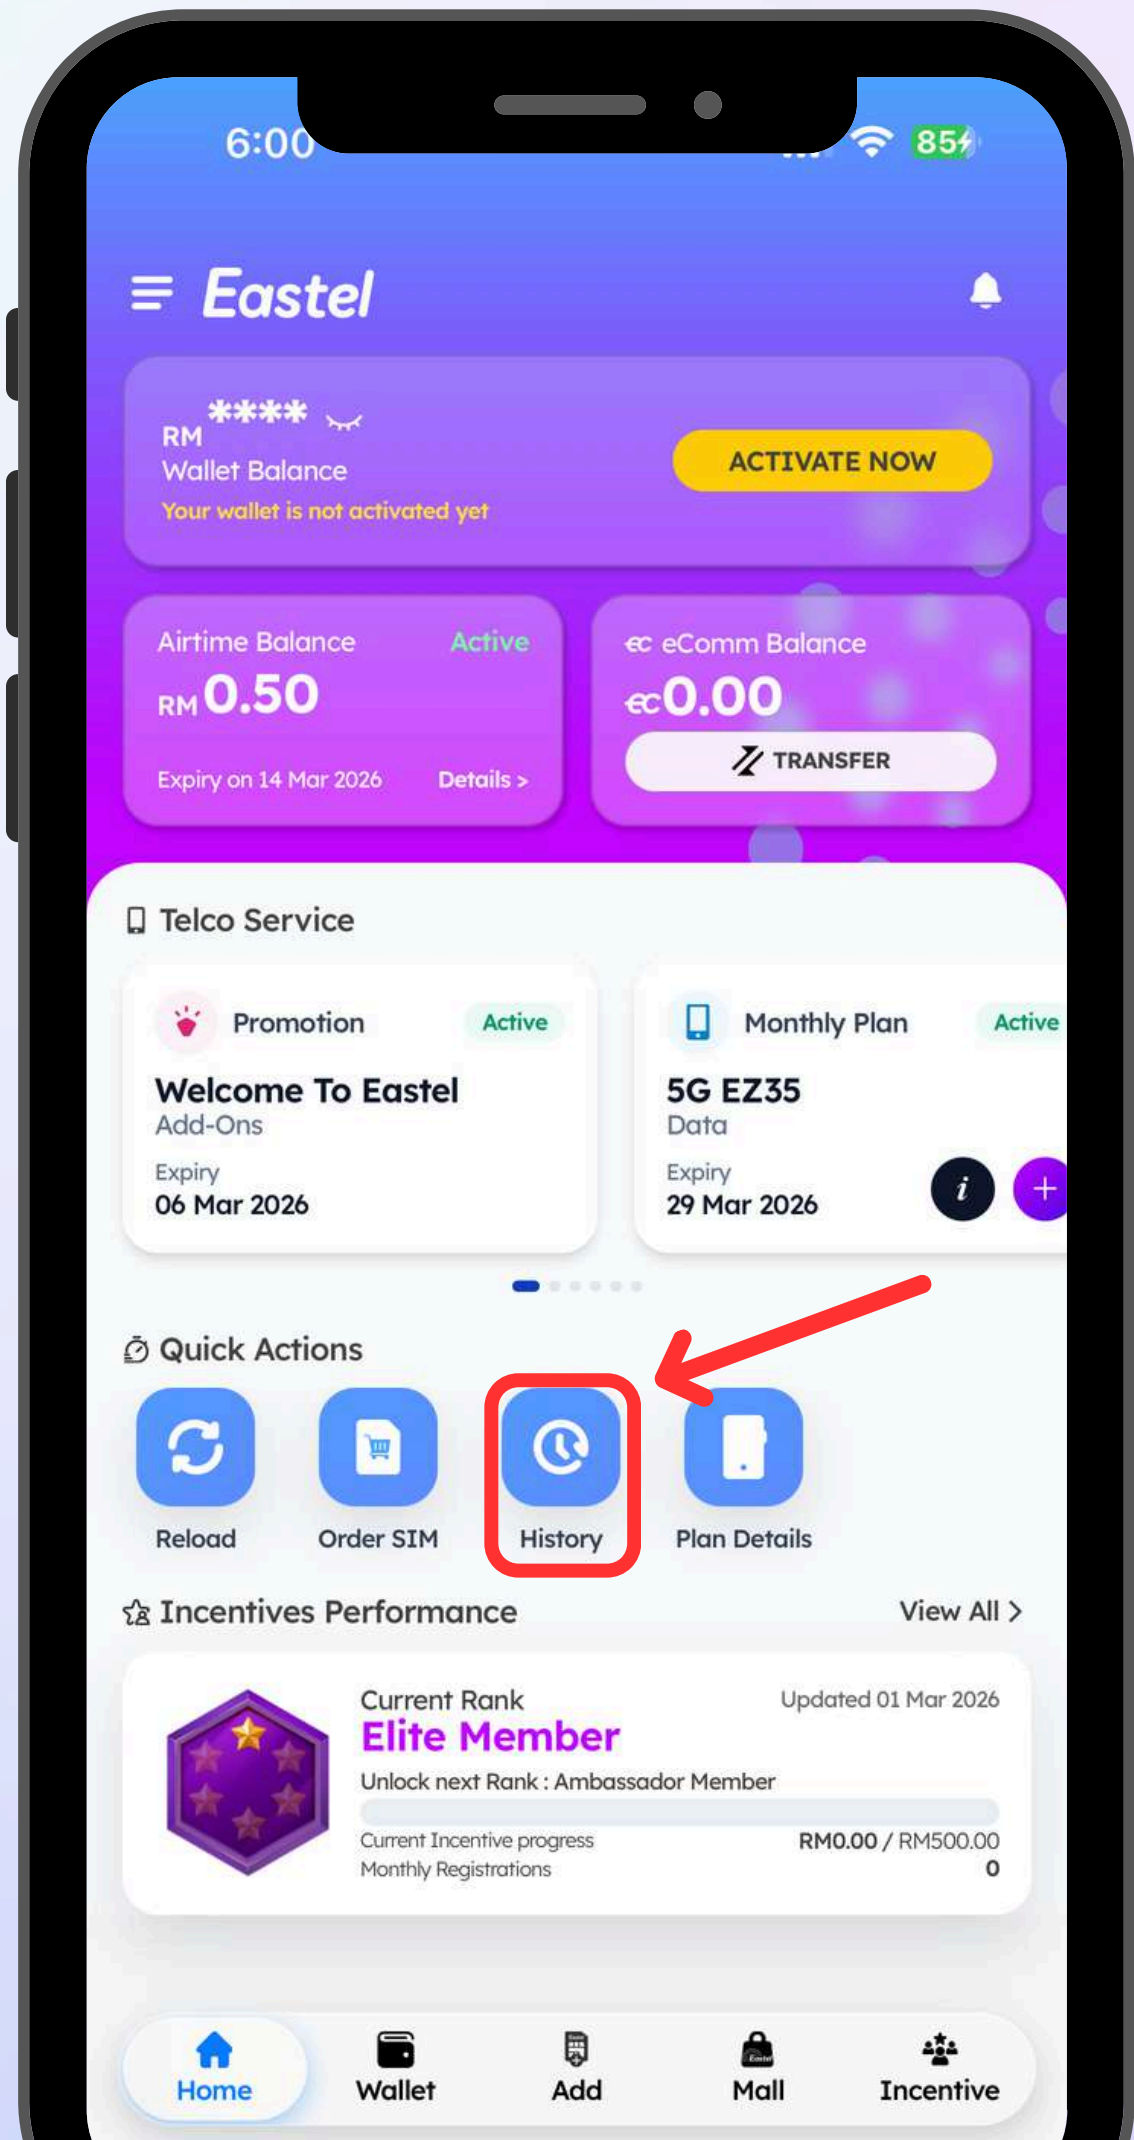 6:00
85
Eastel
RM ****
Wallet Balance
Your wallet is not activated yet
ACTIVATE NOW
Airtime Balance
Active
RM 0.50
Expiry on 14 Mar 2026
Details >
ec eComm Balance
ec 0.00
TRANSFER
Telco Service
Promotion
Active
Welcome To Eastel
Add-Ons
Expiry
06 Mar 2026
Monthly Plan
Active
5G EZ35
Data
Expiry
29 Mar 2026
i +
Quick Actions
Reload
Order SIM
History
Plan Details
Incentives Performance
View All >
Current Rank
Updated 01 Mar 2026
Elite Member
Unlock next Rank : Ambassador Member
Current Incentive progress
RM0.00 / RM500.00
Monthly Registrations
0
Home
Wallet
Add
Eastel
Mall
Incentive